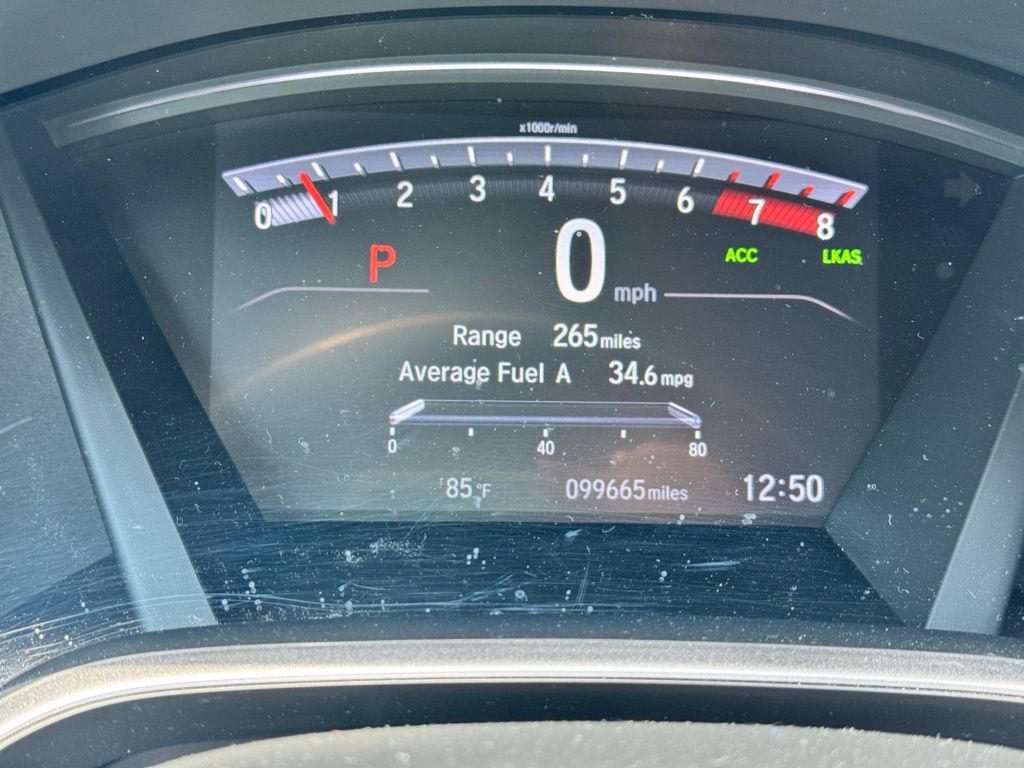 x1000r/min
0 1 2 3 4 5 6 7 8
P 0 mph ACC LKAS
Range 265 miles
Average Fuel A 34.6 mpg
0 40 80
85°F 099665 miles 12:50